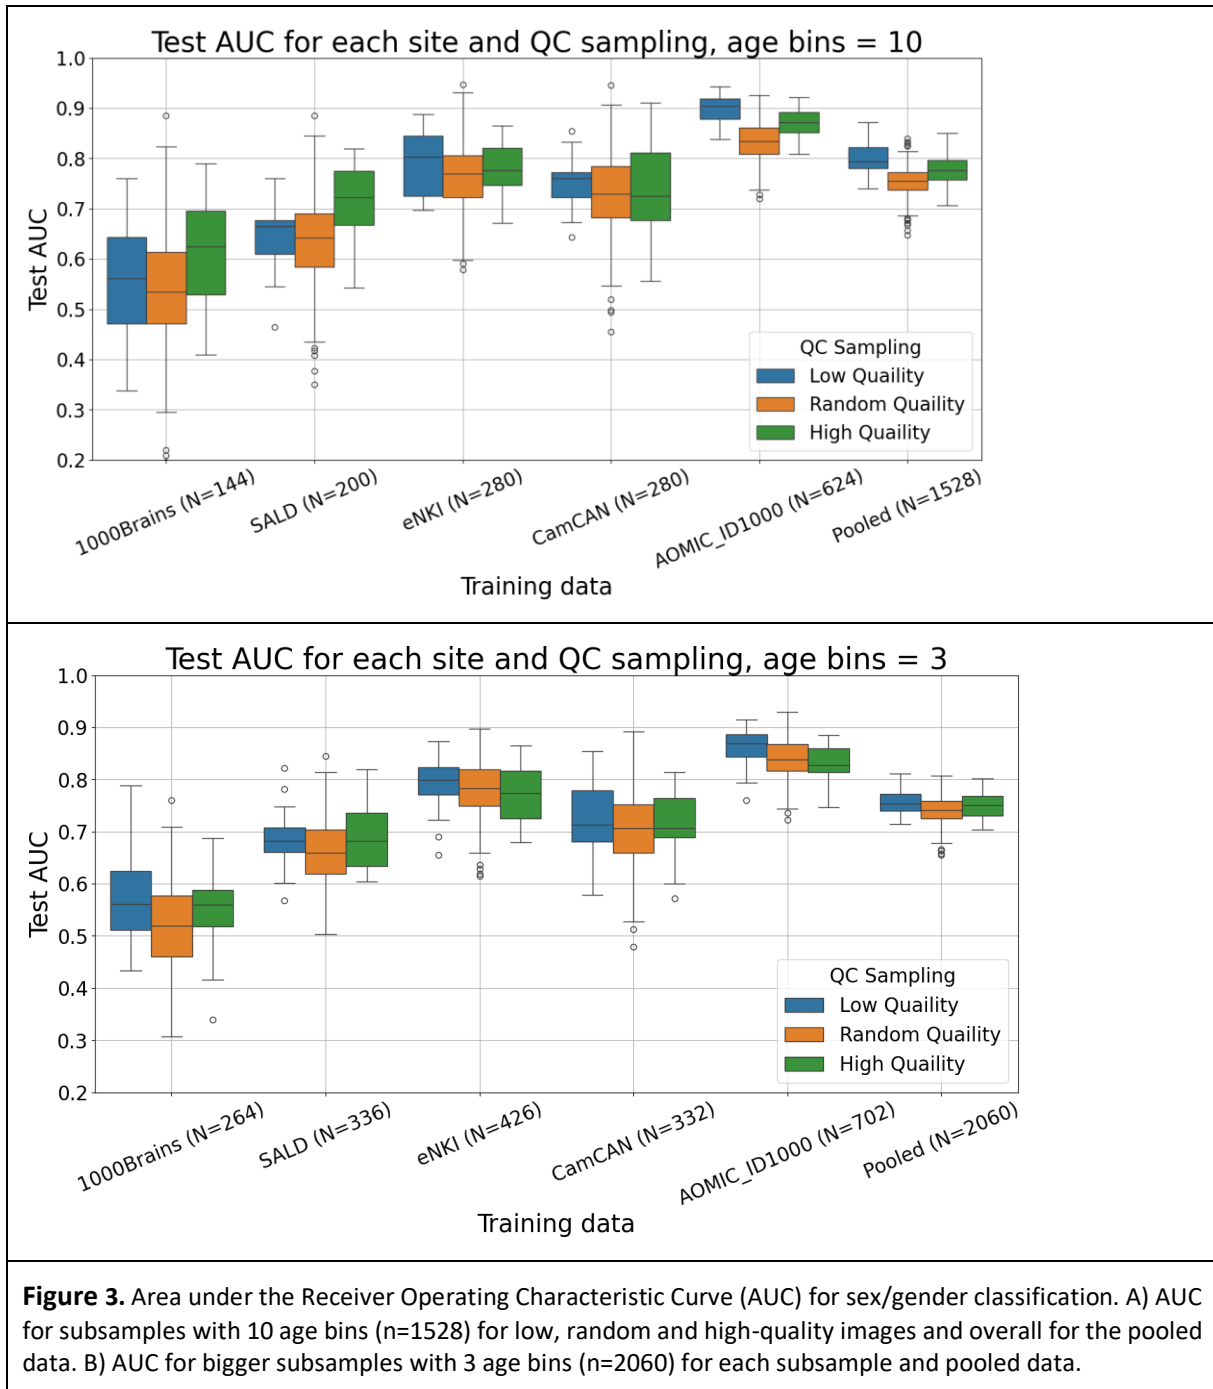 Test AUC for each site and QC sampling, age bins = 10
1.0
0.9
0.8
0.7
0.6
0.5
0.4
0.3
0.2
Test AUC
QC Sampling
Low Quaility
Random Quaility
High Quaility
1000Brains (N=144)
SALD (N=200)
eNKI (N=280)
CamCAN (N=280)
AOMIC_ID1000 (N=624)
Pooled (N=1528)
Training data
Test AUC for each site and QC sampling, age bins = 3
1.0
0.9
0.8
0.7
0.6
0.5
0.4
0.3
0.2
Test AUC
QC Sampling
Low Quaility
Random Quaility
High Quaility
1000Brains (N=264)
SALD (N=336)
eNKI (N=426)
CamCAN (N=332)
AOMIC_ID1000 (N=702)
Pooled (N=2060)
Training data
Figure 3. Area under the Receiver Operating Characteristic Curve (AUC) for sex/gender classification. A) AUC
for subsamples with 10 age bins (n=1528) for low, random and high-quality images and overall for the pooled
data. B) AUC for bigger subsamples with 3 age bins (n=2060) for each subsample and pooled data.